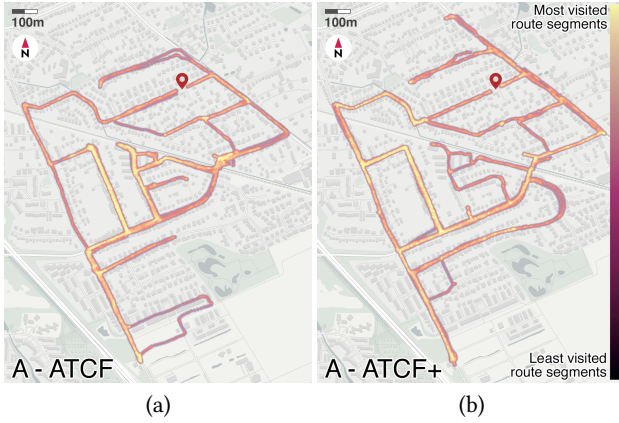 100m
N
A - ATCF
(a)
100m
N
Most visited
route segments
Least visited
route segments
A - ATCF+
(b)